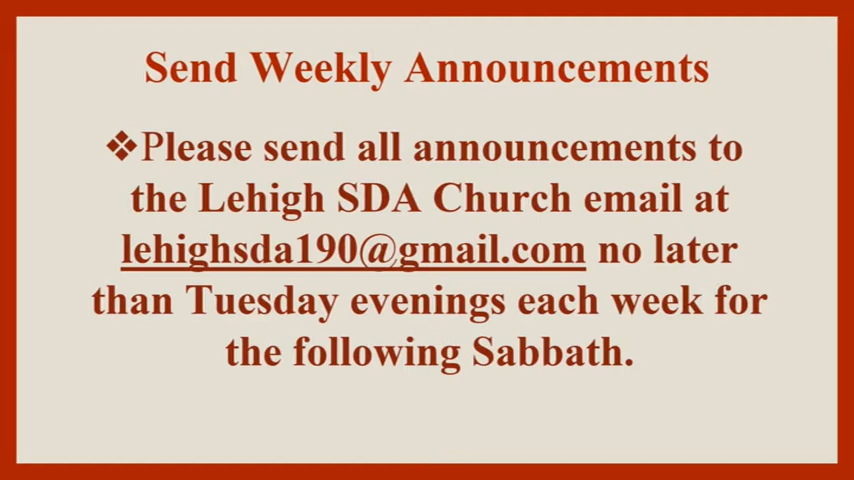 Send Weekly Announcements
❖Please send all announcements to
the Lehigh SDA Church email at
lehighsda190@gmail.com no later
than Tuesday evenings each week for
the following Sabbath.